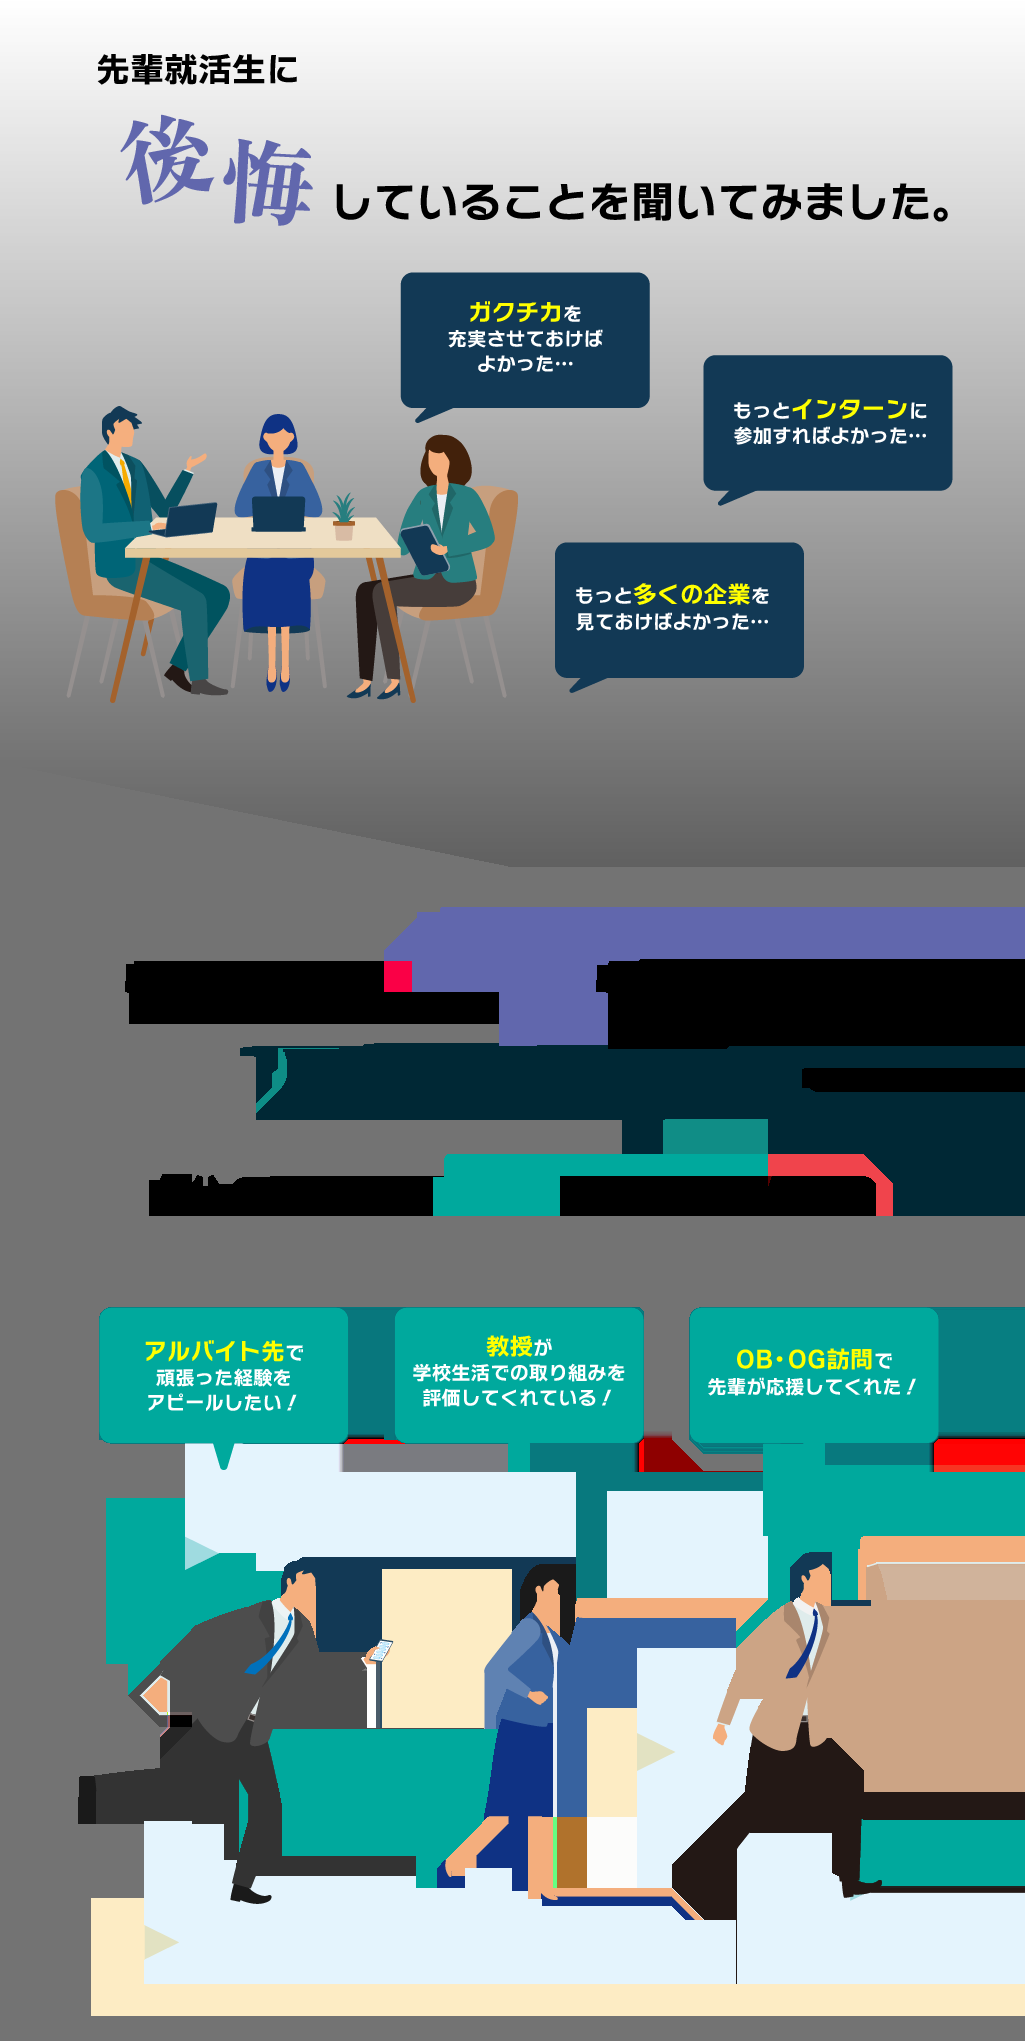 先輩就活生に
後悔していることを聞いてみました。
ガクチカを
充実させておけば
よかった…
もっとインターンに
参加すればよかった…
もっと多くの企業を
見ておけばよかった…
アルバイト先で
頑張った経験を
アピールしたい！
教授が
学校生活での取り組みを
評価してくれている！
OB・OG訪問で
先輩が応援してくれた！